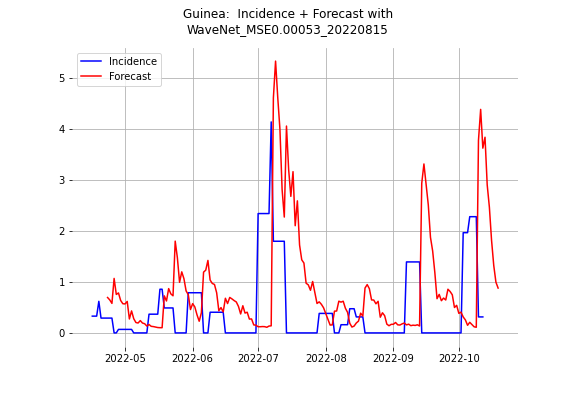 Guinea:  Incidence + Forecast with
WaveNet_MSE0.00053_20220815
Incidence
Forecast
5
4
3
2
1
0
2022-05 2022-06 2022-07 2022-08 2022-09 2022-10